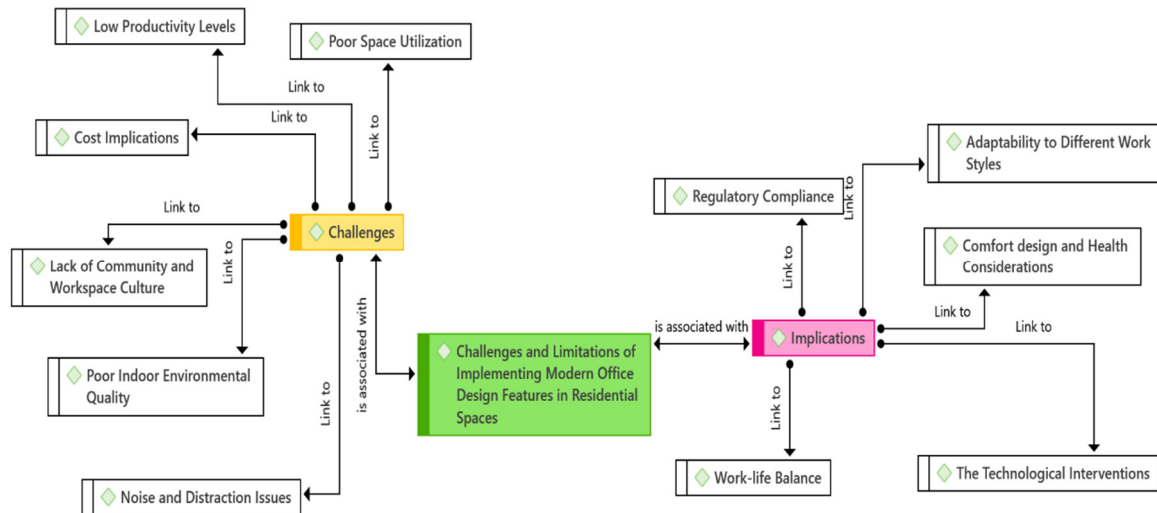 Low Productivity Levels
Poor Space Utilization
Link to
Link to
Link to
Cost Implications
Link to
Challenges
Lack of Community and
Workspace Culture
Link to
Poor Indoor Environmental
Quality
Link to
Noise and Distraction Issues
is associated with
Challenges and Limitations of
Implementing Modern Office
Design Features in Residential
Spaces
is associated with
Implications
Regulatory Compliance
Link to
Link to
Adaptability to Different Work
Styles
Comfort design and Health
Considerations
Link to
Link to
Link to
Work-life Balance
The Technological Interventions